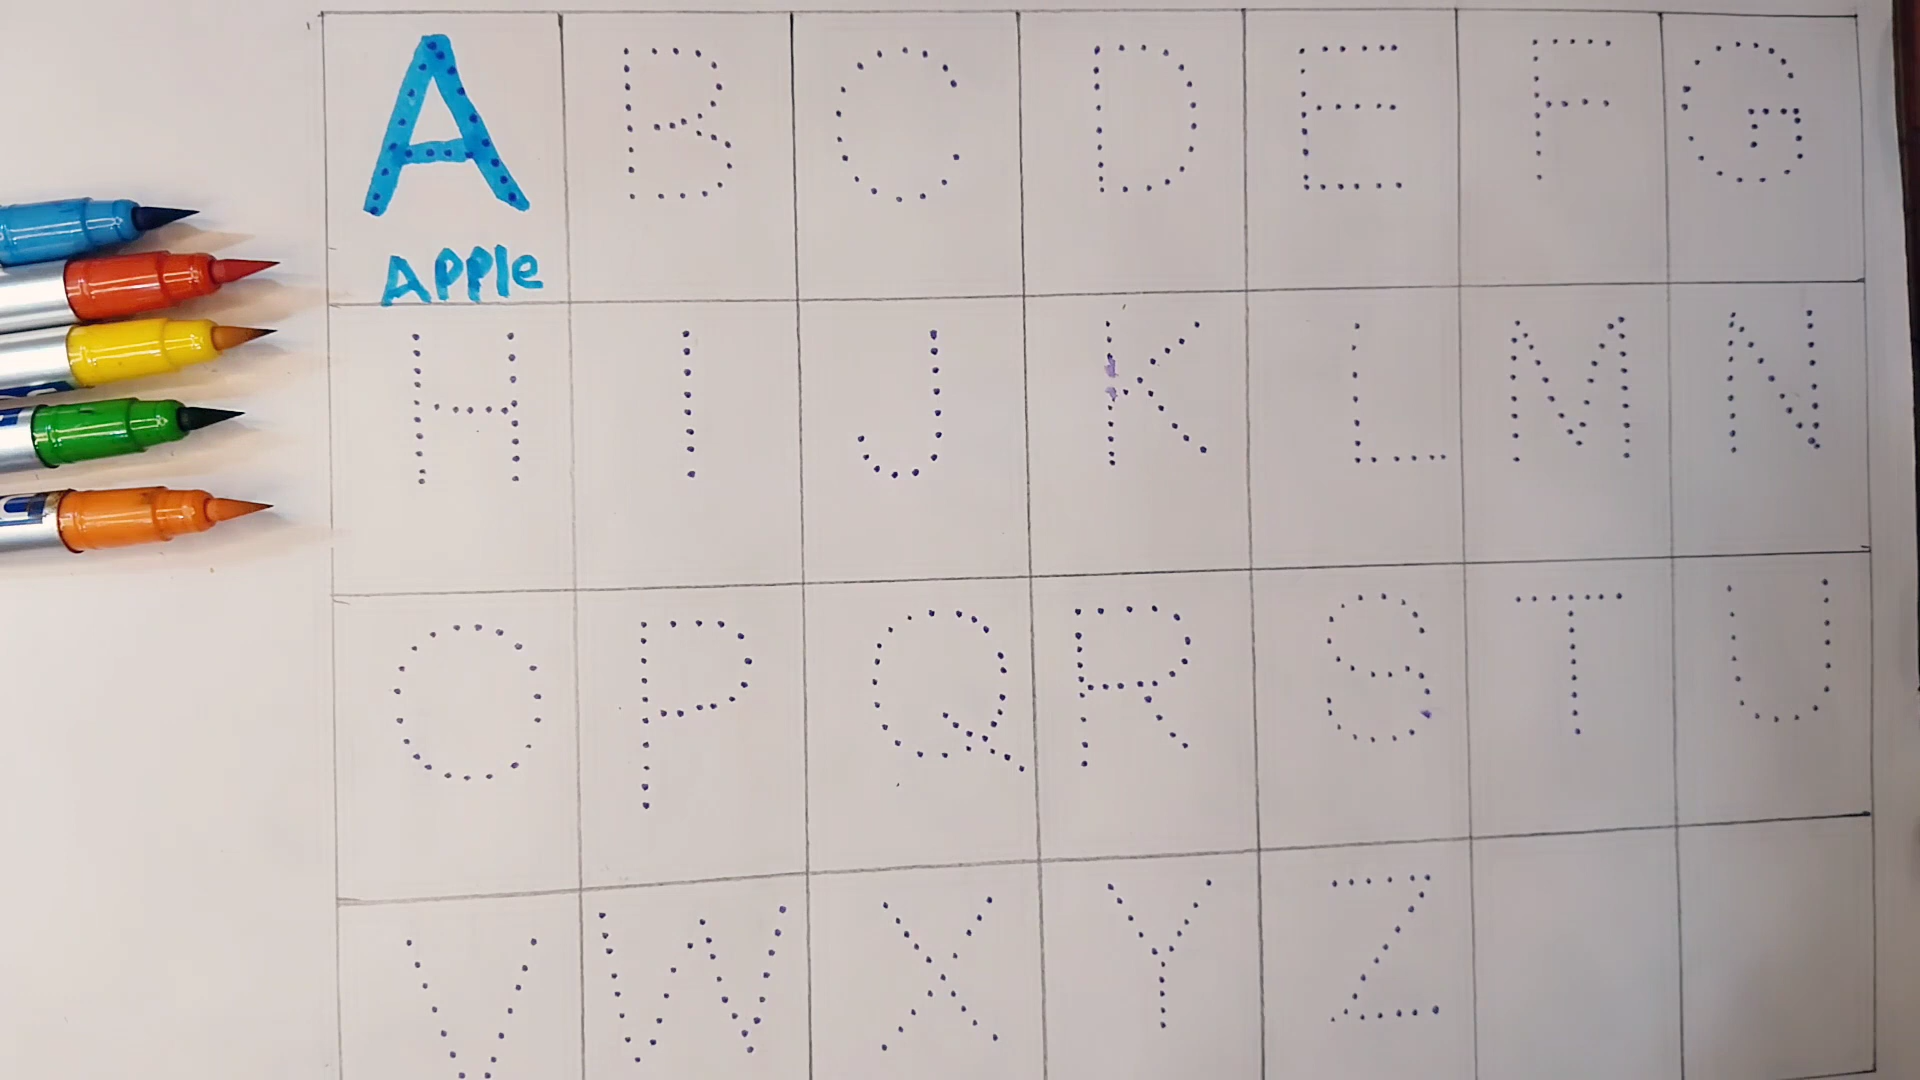 A B C D E F G
APPle
H I J K L M N
O P Q R S T U
V W X Y Z